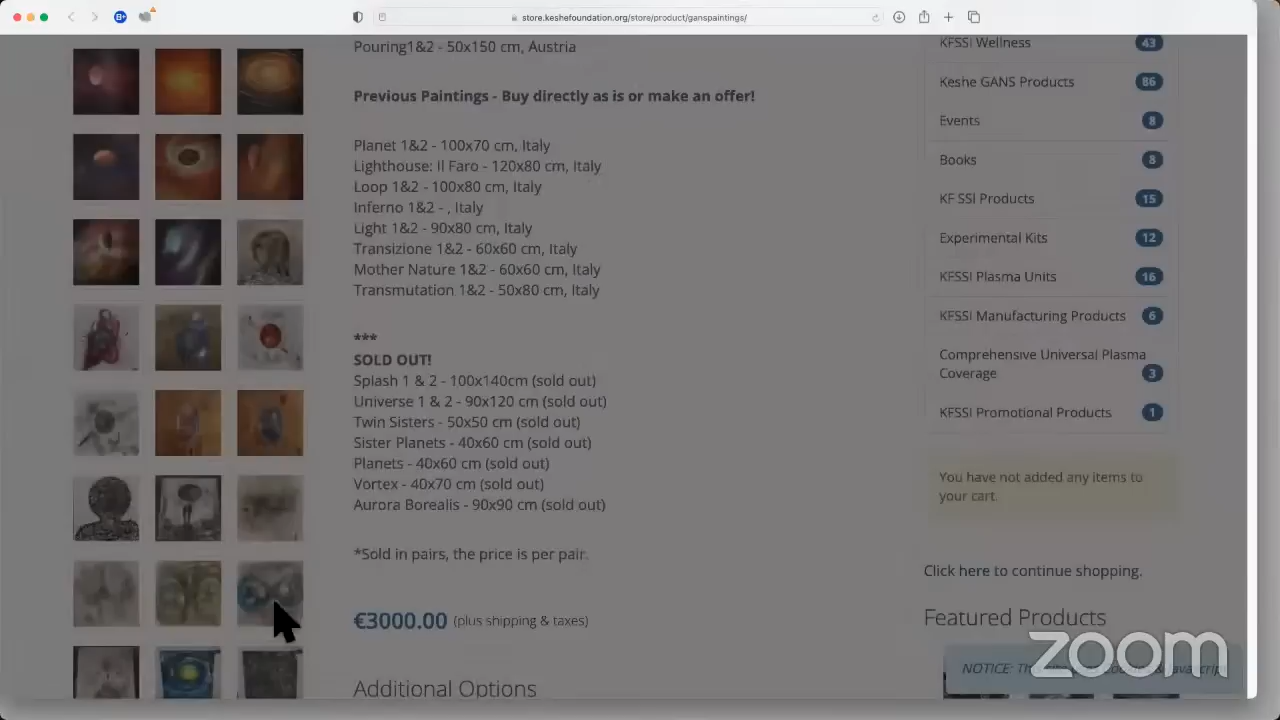 store.keshefoundation.org/store/product/ganspaintings/
Pouring1&2 - 50x150 cm, Austria
Previous Paintings - Buy directly as is or make an offer!
Planet 1&2 - 100x70 cm, Italy
Lighthouse: Il Faro - 120x80 cm, Italy
Loop 1&2 - 100x80 cm, Italy
Inferno 1&2 - , Italy
Light 1&2 - 90x80 cm, Italy
Transizione 1&2 - 60x60 cm, Italy
Mother Nature 1&2 - 60x60 cm, Italy
Transmutation 1&2 - 50x80 cm, Italy
***
SOLD OUT!
Splash 1 & 2 - 100x140cm (sold out)
Universe 1 & 2 - 90x120 cm (sold out)
Twin Sisters - 50x50 cm (sold out)
Sister Planets - 40x60 cm (sold out)
Planets - 40x60 cm (sold out)
Vortex - 40x70 cm (sold out)
Aurora Borealis - 90x90 cm (sold out)
*Sold in pairs, the price is per pair.
€3000.00 (plus shipping & taxes)
Additional Options
KFSSI Wellness 43
Keshe GANS Products 86
Events 8
Books 8
KF SSI Products 15
Experimental Kits 12
KFSSI Plasma Units 16
KFSSI Manufacturing Products 6
Comprehensive Universal Plasma
Coverage 3
KFSSI Promotional Products 1
You have not added any items to
your cart.
Click here to continue shopping.
Featured Products
NOTICE:
zoom